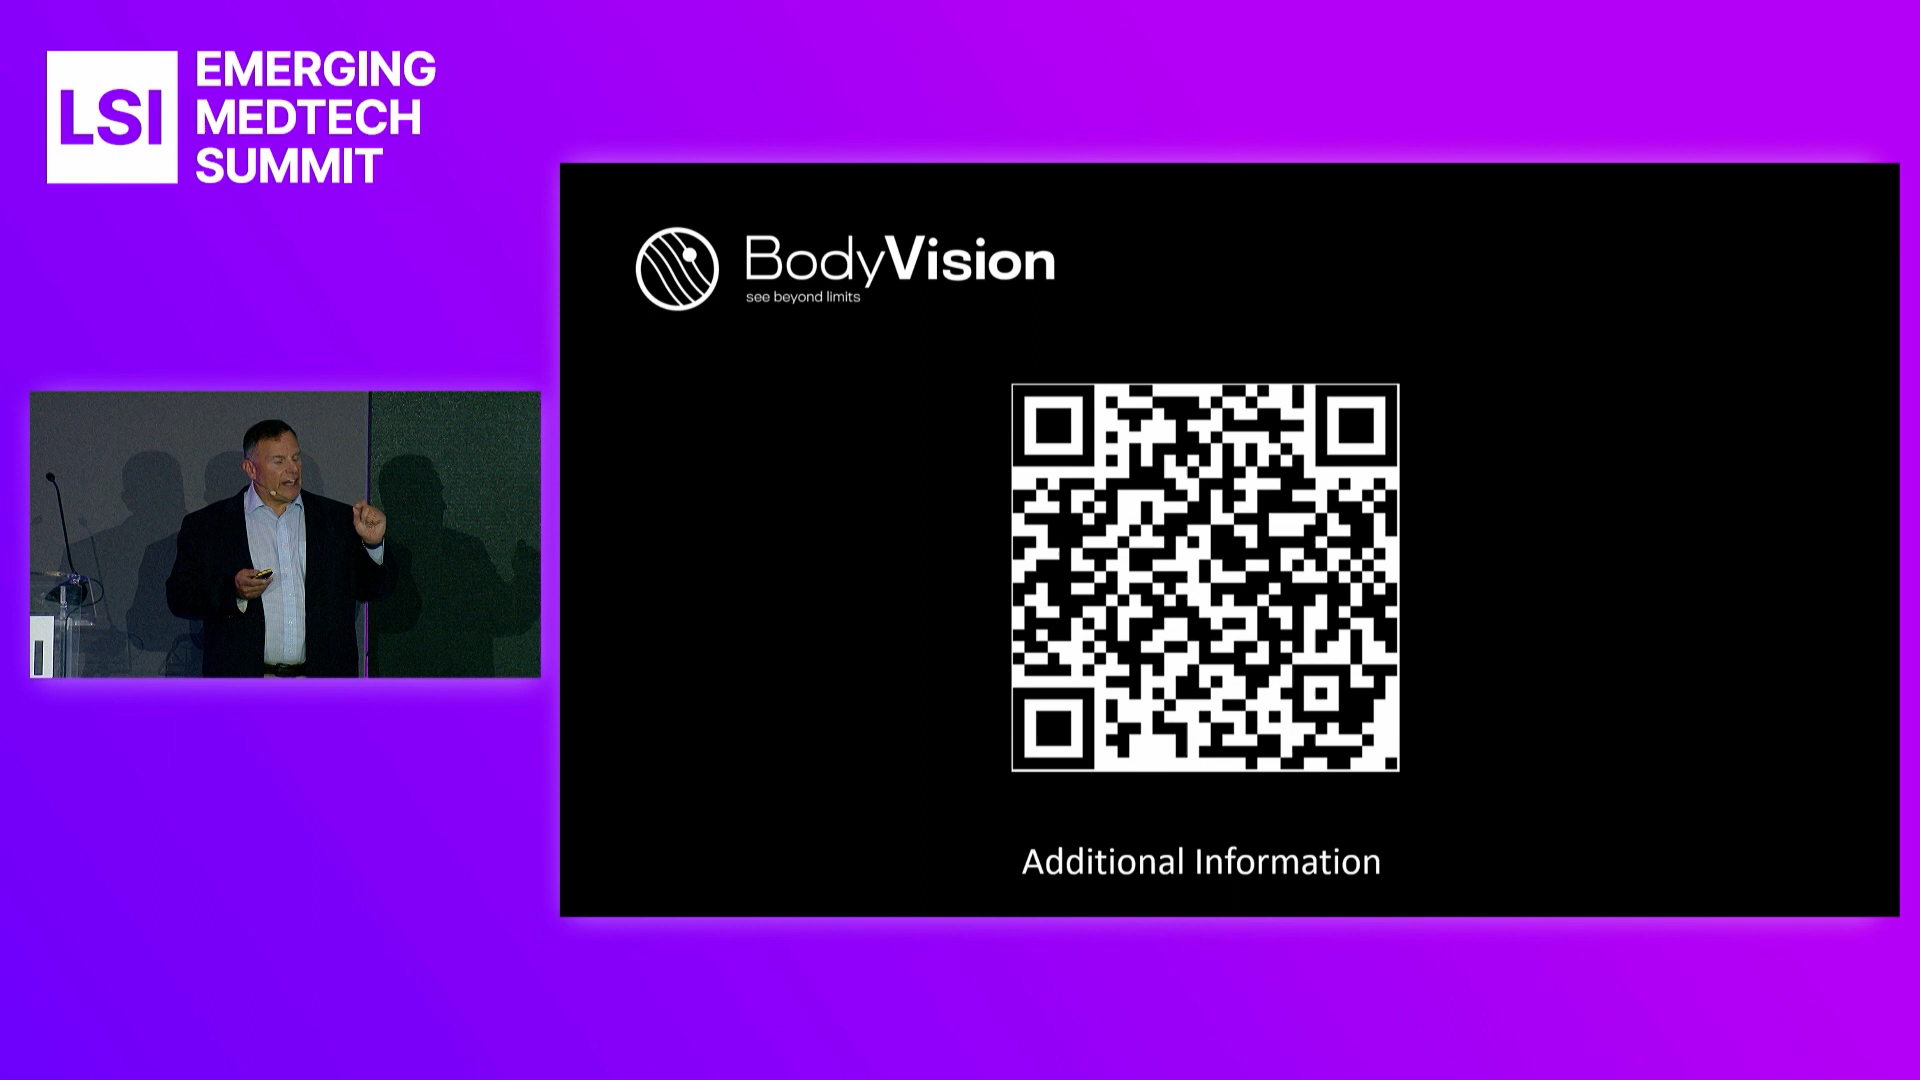 LSI
EMERGING
MEDTECH
SUMMIT
BodyVision
see beyond limits
Additional Information